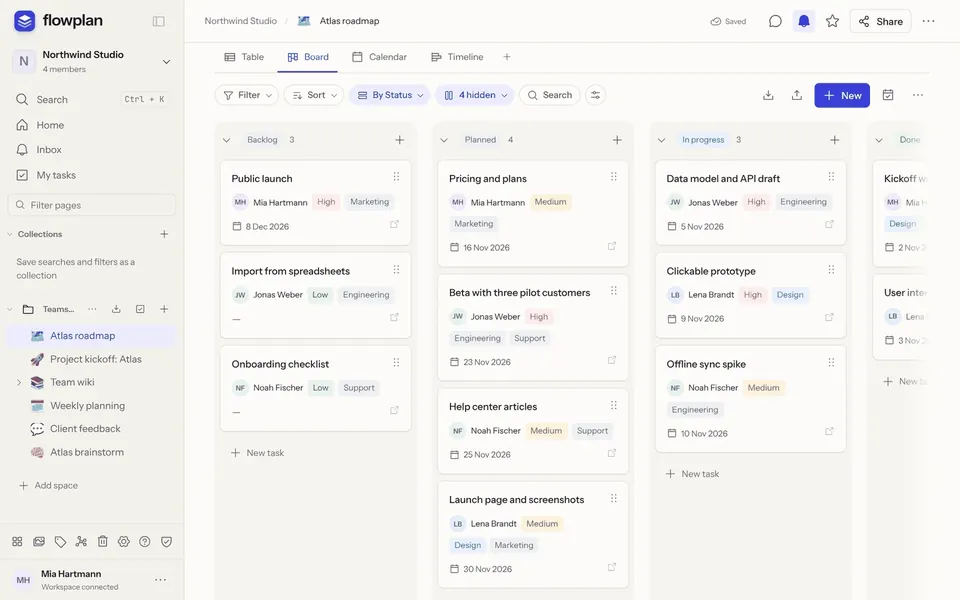 flowplan
Northwind Studio
4 members
Search Ctrl + K
Home
Inbox
My tasks
Filter pages
Collections
Save searches and filters as a
collection
Teams...
Atlas roadmap
Project kickoff: Atlas
Team wiki
Weekly planning
Client feedback
Atlas brainstorm
Add space
MH Mia Hartmann
Workspace connected
Northwind Studio / Atlas roadmap
Saved
Share
Table Board Calendar Timeline
Filter Sort By Status 4 hidden Search
New
Backlog 3
Public launch
MH Mia Hartmann High Marketing
8 Dec 2026
Import from spreadsheets
JW Jonas Weber Low Engineering
—
Onboarding checklist
NF Noah Fischer Low Support
—
New task
Planned 4
Pricing and plans
MH Mia Hartmann Medium
Marketing
16 Nov 2026
Beta with three pilot customers
JW Jonas Weber High
Engineering Support
23 Nov 2026
Help center articles
NF Noah Fischer Medium Support
25 Nov 2026
Launch page and screenshots
LB Lena Brandt Medium
Design Marketing
30 Nov 2026
In progress 3
Data model and API draft
JW Jonas Weber High Engineering
5 Nov 2026
Clickable prototype
LB Lena Brandt High Design
9 Nov 2026
Offline sync spike
NF Noah Fischer Medium
Engineering
10 Nov 2026
New task
Done
Kickoff
MH Mia
Design
2 Nov
User
LB Lena
3 Nov
New